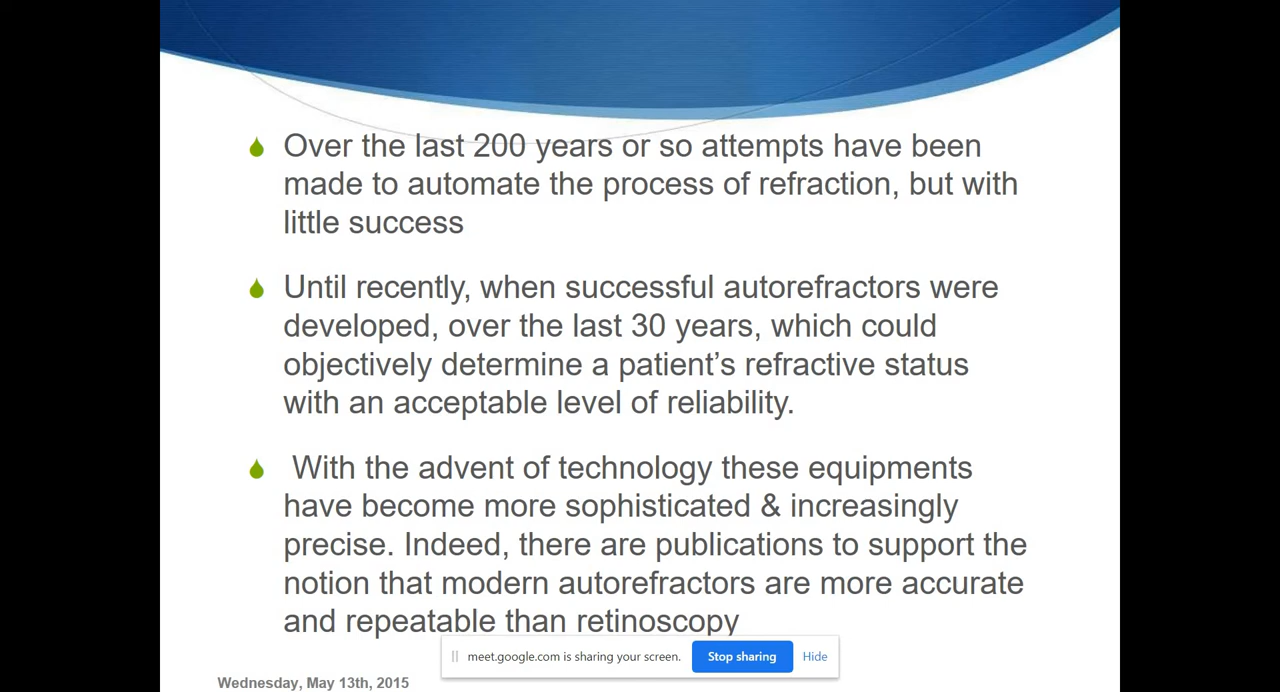 Over the last 200 years or so attempts have been
made to automate the process of refraction, but with
little success
Until recently, when successful autorefractors were
developed, over the last 30 years, which could
objectively determine a patient’s refractive status
with an acceptable level of reliability.
With the advent of technology these equipments
have become more sophisticated & increasingly
precise. Indeed, there are publications to support the
notion that modern autorefractors are more accurate
and repeatable than retinoscopy
meet.google.com is sharing your screen. Stop sharing Hide
Wednesday, May 13th, 2015